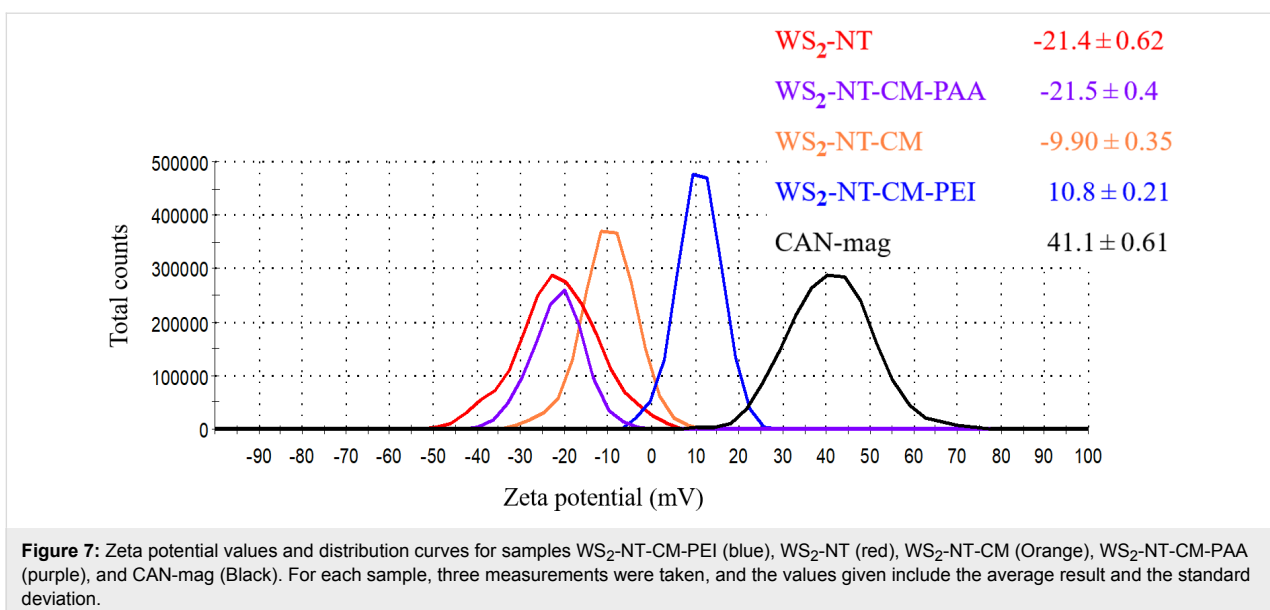 WS2-NT -21.4 ± 0.62
WS2-NT-CM-PAA -21.5 ± 0.4
WS2-NT-CM -9.90 ± 0.35
WS2-NT-CM-PEI 10.8 ± 0.21
CAN-mag 41.1 ± 0.61
500000
400000
300000
200000
100000
0
Total counts
-90 -80 -70 -60 -50 -40 -30 -20 -10 0 10 20 30 40 50 60 70 80 90 100
Zeta potential (mV)
Figure 7: Zeta potential values and distribution curves for samples WS2-NT-CM-PEI (blue), WS2-NT (red), WS2-NT-CM (Orange), WS2-NT-CM-PAA
(purple), and CAN-mag (Black). For each sample, three measurements were taken, and the values given include the average result and the standard
deviation.